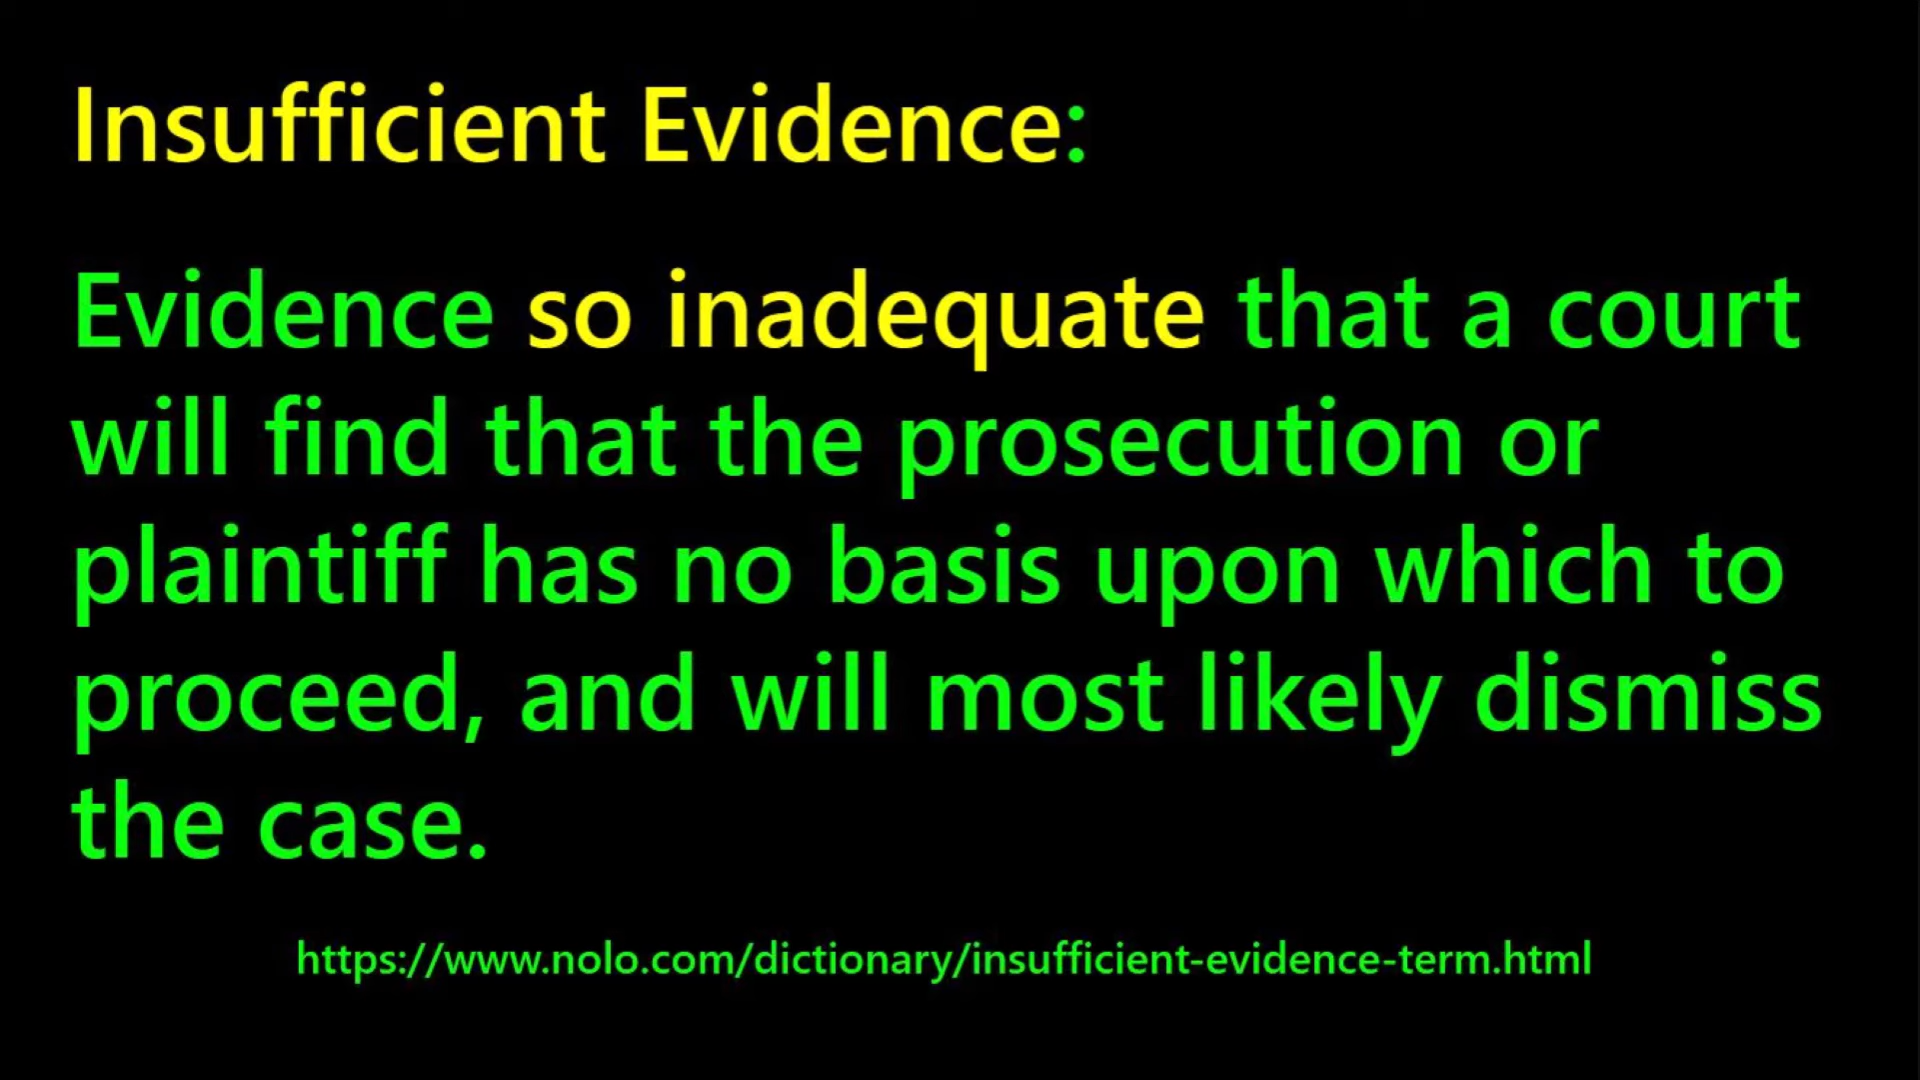 Insufficient Evidence:
Evidence so inadequate that a court
will find that the prosecution or
plaintiff has no basis upon which to
proceed, and will most likely dismiss
the case.
https://www.nolo.com/dictionary/insufficient-evidence-term.html